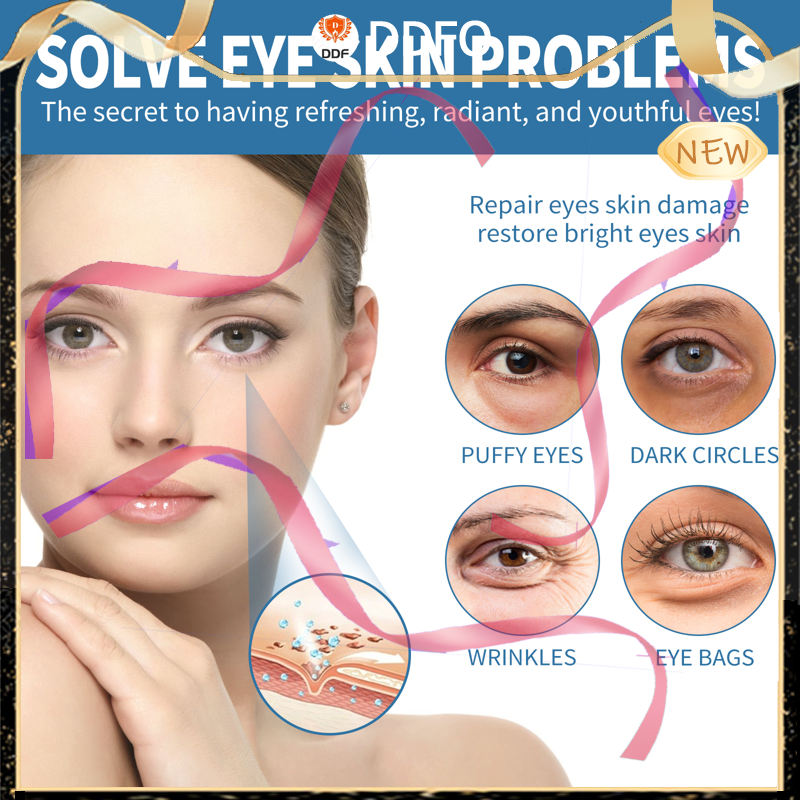 DDFO
D
DDF
SOLVE EYE SKIN PROBLEMS
The secret to having refreshing, radiant, and youthful eyes!
NEW
Repair eyes skin damage
restore bright eyes skin
PUFFY EYES
DARK CIRCLES
WRINKLES
EYE BAGS